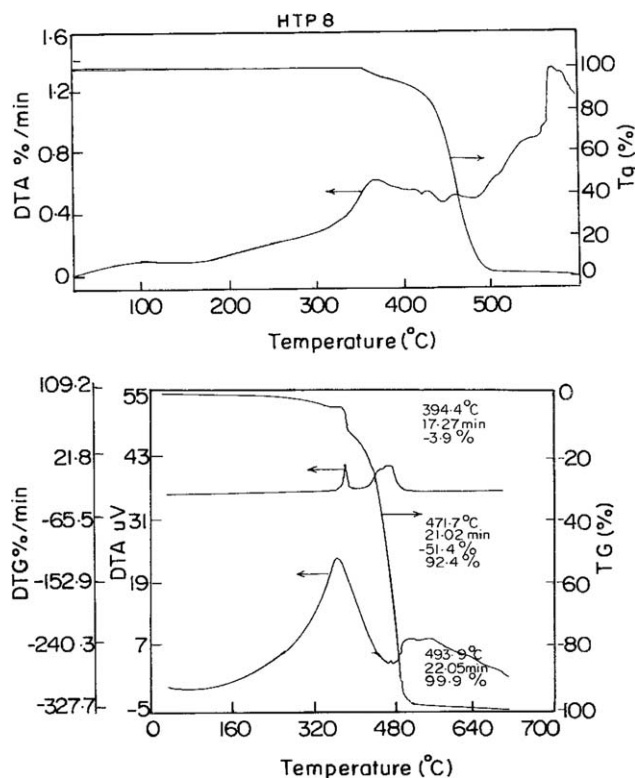 HTP 8
1.6
1.2
0.8
0.4
0
DTA %/min
100
80
60
40
20
0
Tg (%)
100 200 300 400 500
Temperature (°C)
109.2
21.8
-65.5
-152.9
-240.3
-327.7
DTG%/min
55
43
31
19
7
-5
DTA uV
0
-20
-40
-60
-80
-100
TG (%)
394.4°C
17.27min
-3.9 %
471.7°C
21.02 min
-51.4 %
92.4 %
493.9°C
22.05min
99.9 %
0 160 320 480 640 700
Temperature (°C)